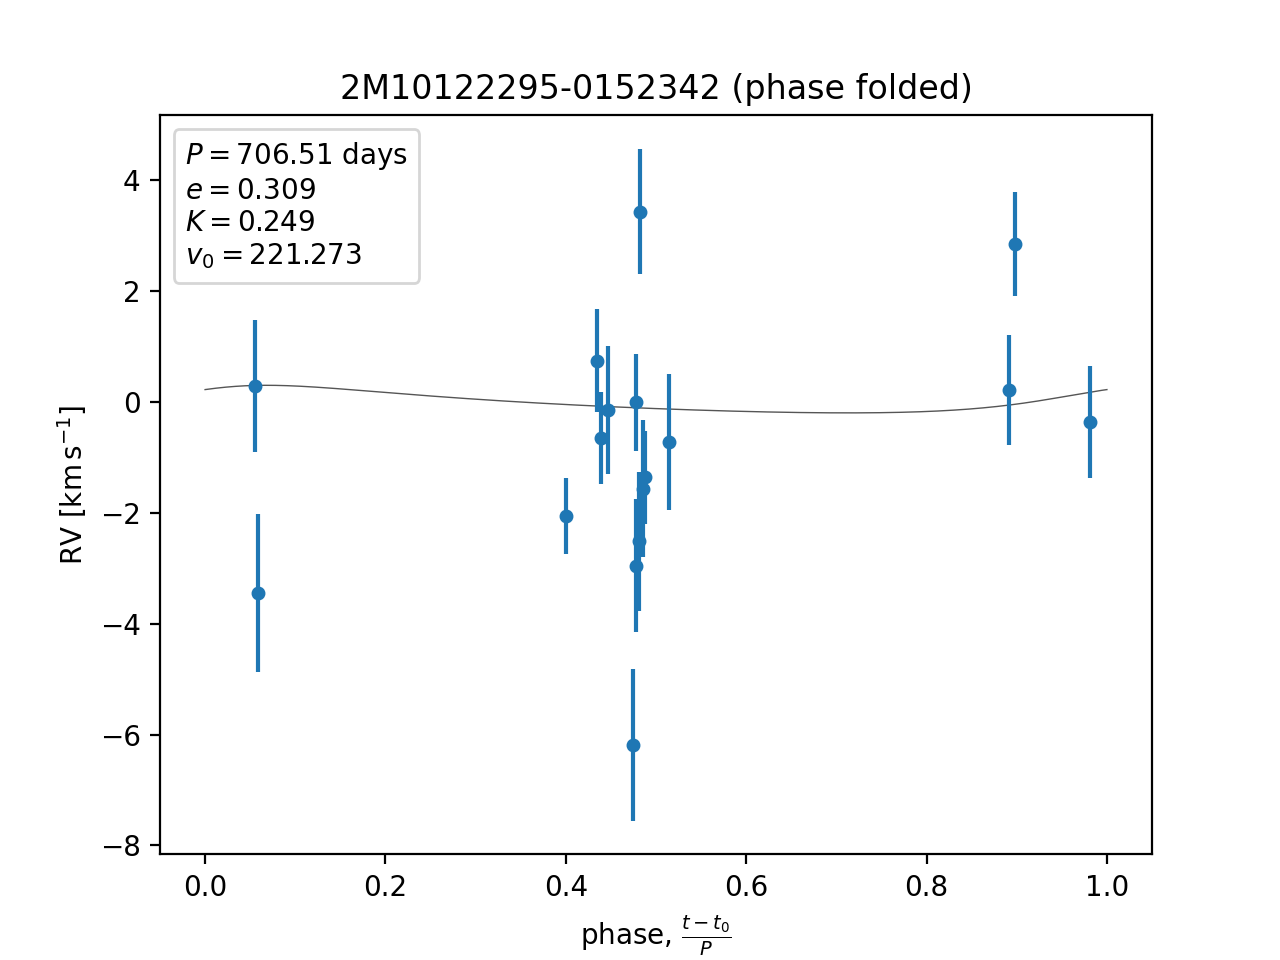 2M10122295-0152342 (phase folded)
P = 706.51 days
e = 0.309
K = 0.249
v₀ = 221.273
4
2
0
−2
−4
−6
−8
RV [km s⁻¹]
0.0 0.2 0.4 0.6 0.8 1.0
phase, (t − t₀)/P